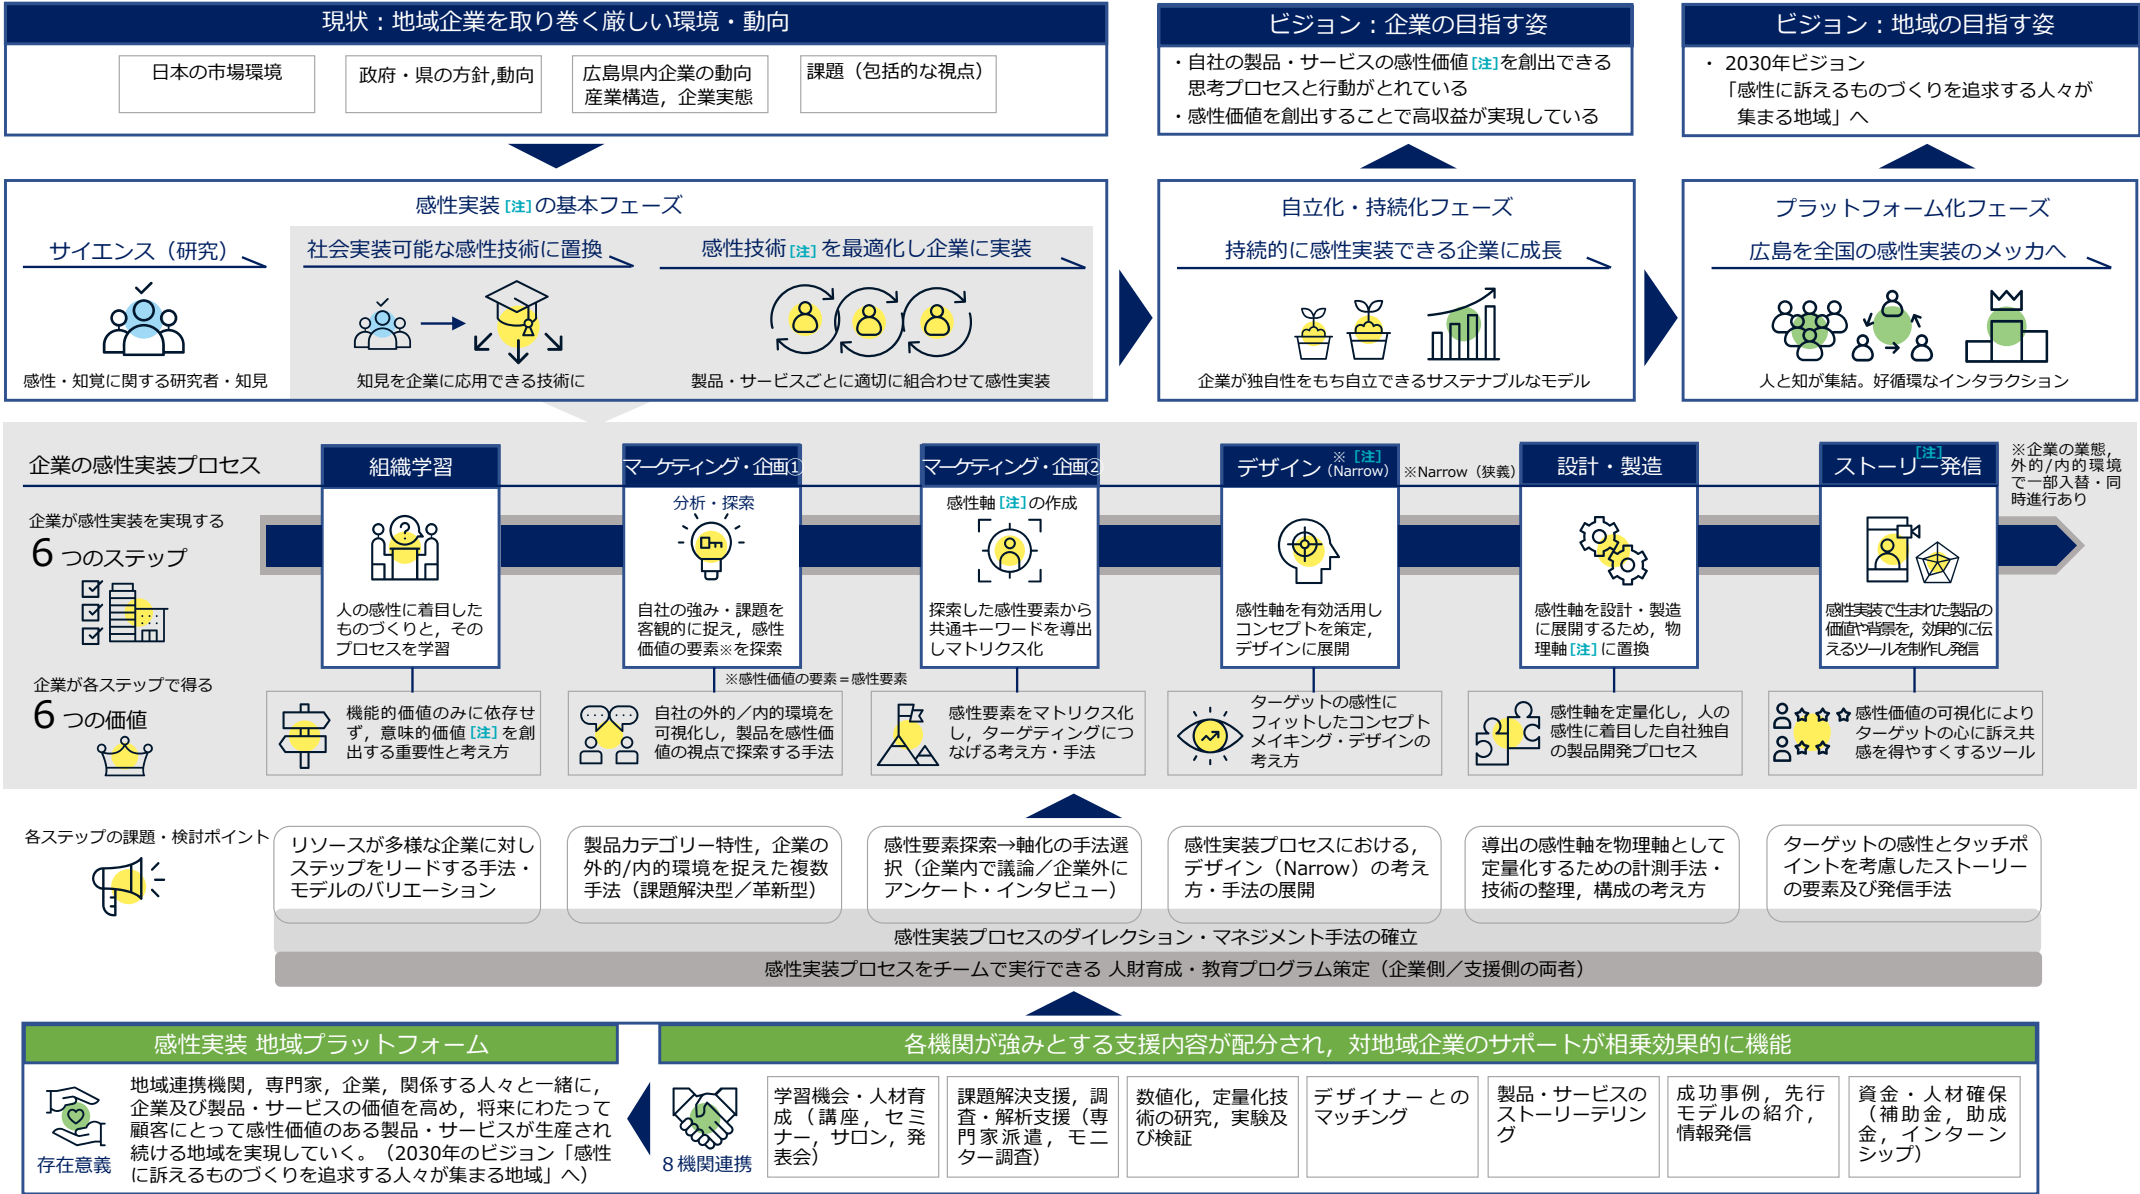 現状：地域企業を取り巻く厳しい環境・動向
日本の市場環境
政府・県の方針,動向
広島県内企業の動向
産業構造，企業実態
課題（包括的な視点）
ビジョン：企業の目指す姿
・自社の製品・サービスの感性価値[注]を創出できる
思考プロセスと行動がとれている
・感性価値を創出することで高収益が実現している
ビジョン：地域の目指す姿
・ 2030年ビジョン
「感性に訴えるものづくりを追求する人々が
集まる地域」へ
感性実装[注]の基本フェーズ
サイエンス（研究）
感性・知覚に関する研究者・知見
社会実装可能な感性技術に置換
知見を企業に応用できる技術に
感性技術[注]を最適化し企業に実装
製品・サービスごとに適切に組合わせて感性実装
自立化・持続化フェーズ
持続的に感性実装できる企業に成長
企業が独自性をもち自立できるサステナブルなモデル
プラットフォーム化フェーズ
広島を全国の感性実装のメッカへ
人と知が集結。好循環なインタラクション
企業の感性実装プロセス
企業が感性実装を実現する
6 つのステップ
組織学習
人の感性に着目した
ものづくりと，その
プロセスを学習
マーケティング・企画①
分析・探索
自社の強み・課題を
客観的に捉え，感性
価値の要素※を探索
※感性価値の要素＝感性要素
マーケティング・企画②
感性軸[注]の作成
探索した感性要素から
共通キーワードを導出
しマトリクス化
デザイン※[注]（Narrow）
※Narrow（狭義）
感性軸を有効活用し
コンセプトを策定，
デザインに展開
設計・製造
感性軸を設計・製造
に展開するため，物
理軸[注]に置換
ストーリー発信[注]
感性実装で生まれた製品の
価値や背景を，効果的に伝
えるツールを制作し発信
※企業の業態，
外的/内的環境
で一部入替・同
時進行あり
企業が各ステップで得る
6 つの価値
機能的価値のみに依存せ
ず，意味的価値[注]を創
出する重要性と考え方
自社の外的／内的環境を
可視化し，製品を感性価
値の視点で探索する手法
感性要素をマトリクス化
し，ターゲティングにつ
なげる考え方・手法
ターゲットの感性に
フィットしたコンセプト
メイキング・デザインの
考え方
感性軸を定量化し，人の
感性に着目した自社独自
の製品開発プロセス
感性価値の可視化により
ターゲットの心に訴え共
感を得やすくするツール
各ステップの課題・検討ポイント
リソースが多様な企業に対し
ステップをリードする手法・
モデルのバリエーション
製品カテゴリー特性，企業の
外的/内的環境を捉えた複数
手法（課題解決型／革新型）
感性要素探索→軸化の手法選
択（企業内で議論／企業外に
アンケート・インタビュー）
感性実装プロセスにおける，
デザイン（Narrow）の考え
方・手法の展開
導出の感性軸を物理軸として
定量化するための計測手法・
技術の整理，構成の考え方
ターゲットの感性とタッチポ
イントを考慮したストーリー
の要素及び発信手法
感性実装プロセスのダイレクション・マネジメント手法の確立
感性実装プロセスをチームで実行できる 人財育成・教育プログラム策定（企業側／支援側の両者）
感性実装 地域プラットフォーム
存在意義
地域連携機関，専門家，企業，関係する人々と一緒に，
企業及び製品・サービスの価値を高め，将来にわたって
顧客にとって感性価値のある製品・サービスが生産され
続ける地域を実現していく。（2030年のビジョン「感性
に訴えるものづくりを追求する人々が集まる地域」へ）
各機関が強みとする支援内容が配分され，対地域企業のサポートが相乗効果的に機能
８機関連携
学習機会・人材育
成（講座，セミ
ナー，サロン，発
表会）
課題解決支援，調
査・解析支援（専
門家派遣，モニ
ター調査）
数値化，定量化技
術の研究，実験及
び検証
デザイナーとの
マッチング
製品・サービスの
ストーリーテリン
グ
成功事例，先行
モデルの紹介，
情報発信
資金・人材確保
（補助金，助成
金，インターン
シップ）